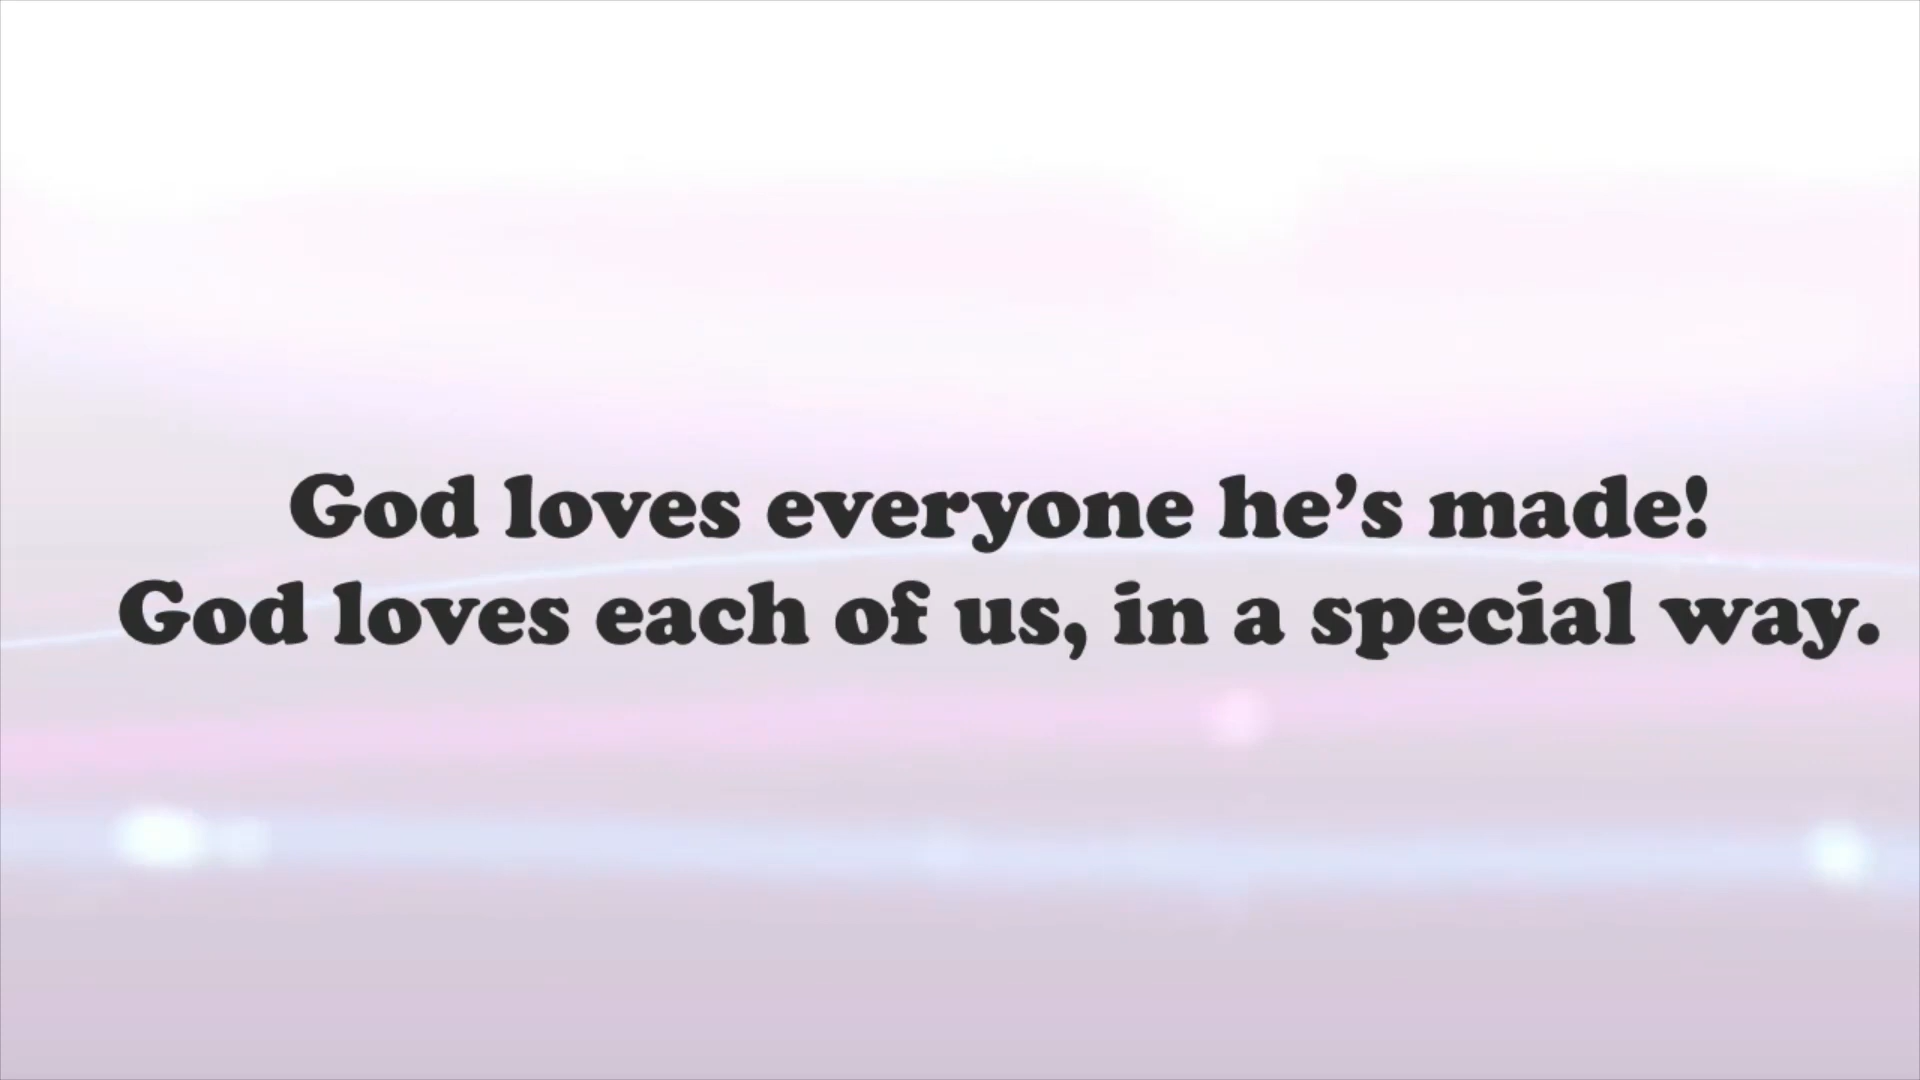 God loves everyone he’s made!
God loves each of us, in a special way.